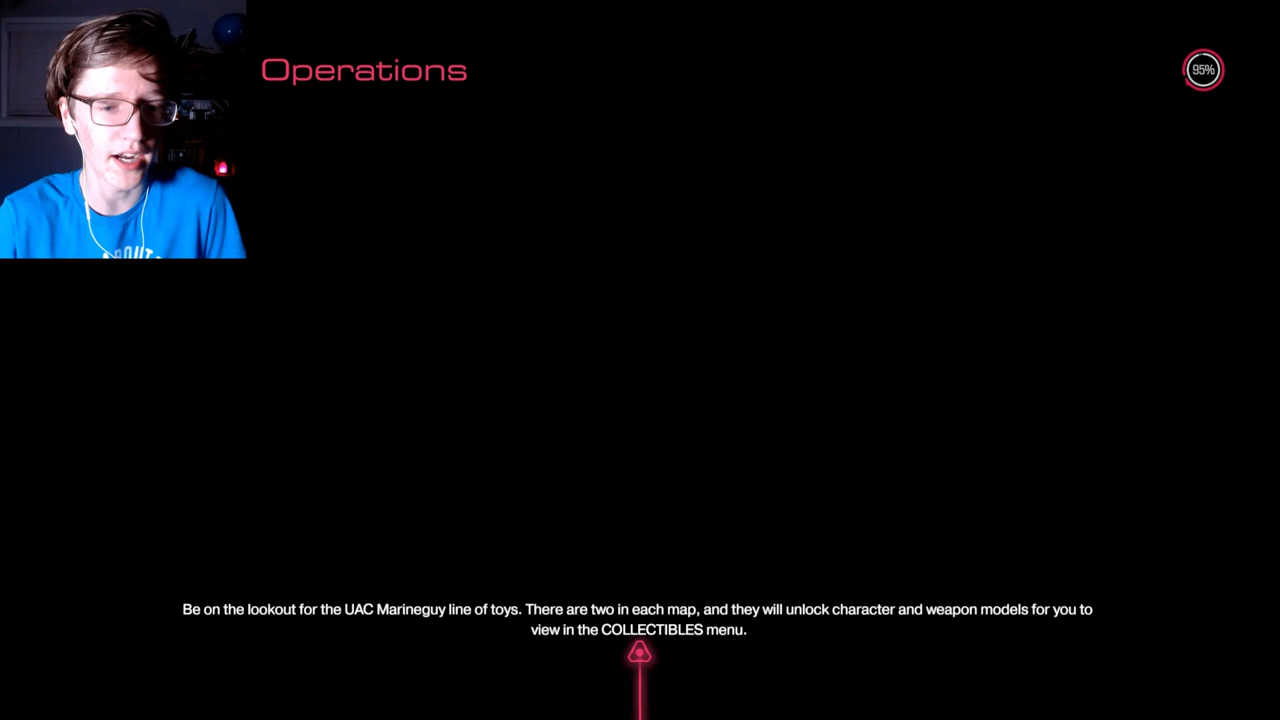 Operations
95%
Be on the lookout for the UAC Marineguy line of toys. There are two in each map, and they will unlock character and weapon models for you to
view in the COLLECTIBLES menu.